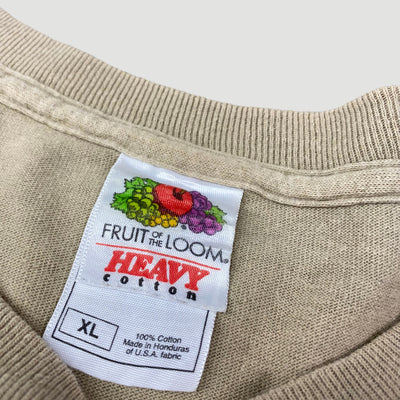 FRUIT OF THE LOOM®
HEAVY
cotton
XL
100% Cotton
Made in Honduras
of U.S.A. fabric